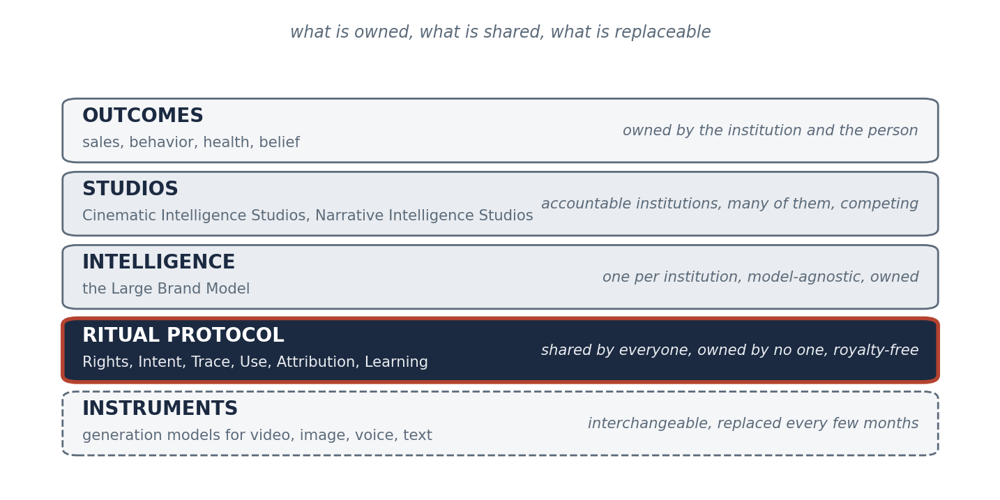 what is owned, what is shared, what is replaceable
OUTCOMES
sales, behavior, health, belief
owned by the institution and the person
STUDIOS
Cinematic Intelligence Studios, Narrative Intelligence Studios
accountable institutions, many of them, competing
INTELLIGENCE
the Large Brand Model
one per institution, model-agnostic, owned
RITUAL PROTOCOL
Rights, Intent, Trace, Use, Attribution, Learning
shared by everyone, owned by no one, royalty-free
INSTRUMENTS
generation models for video, image, voice, text
interchangeable, replaced every few months